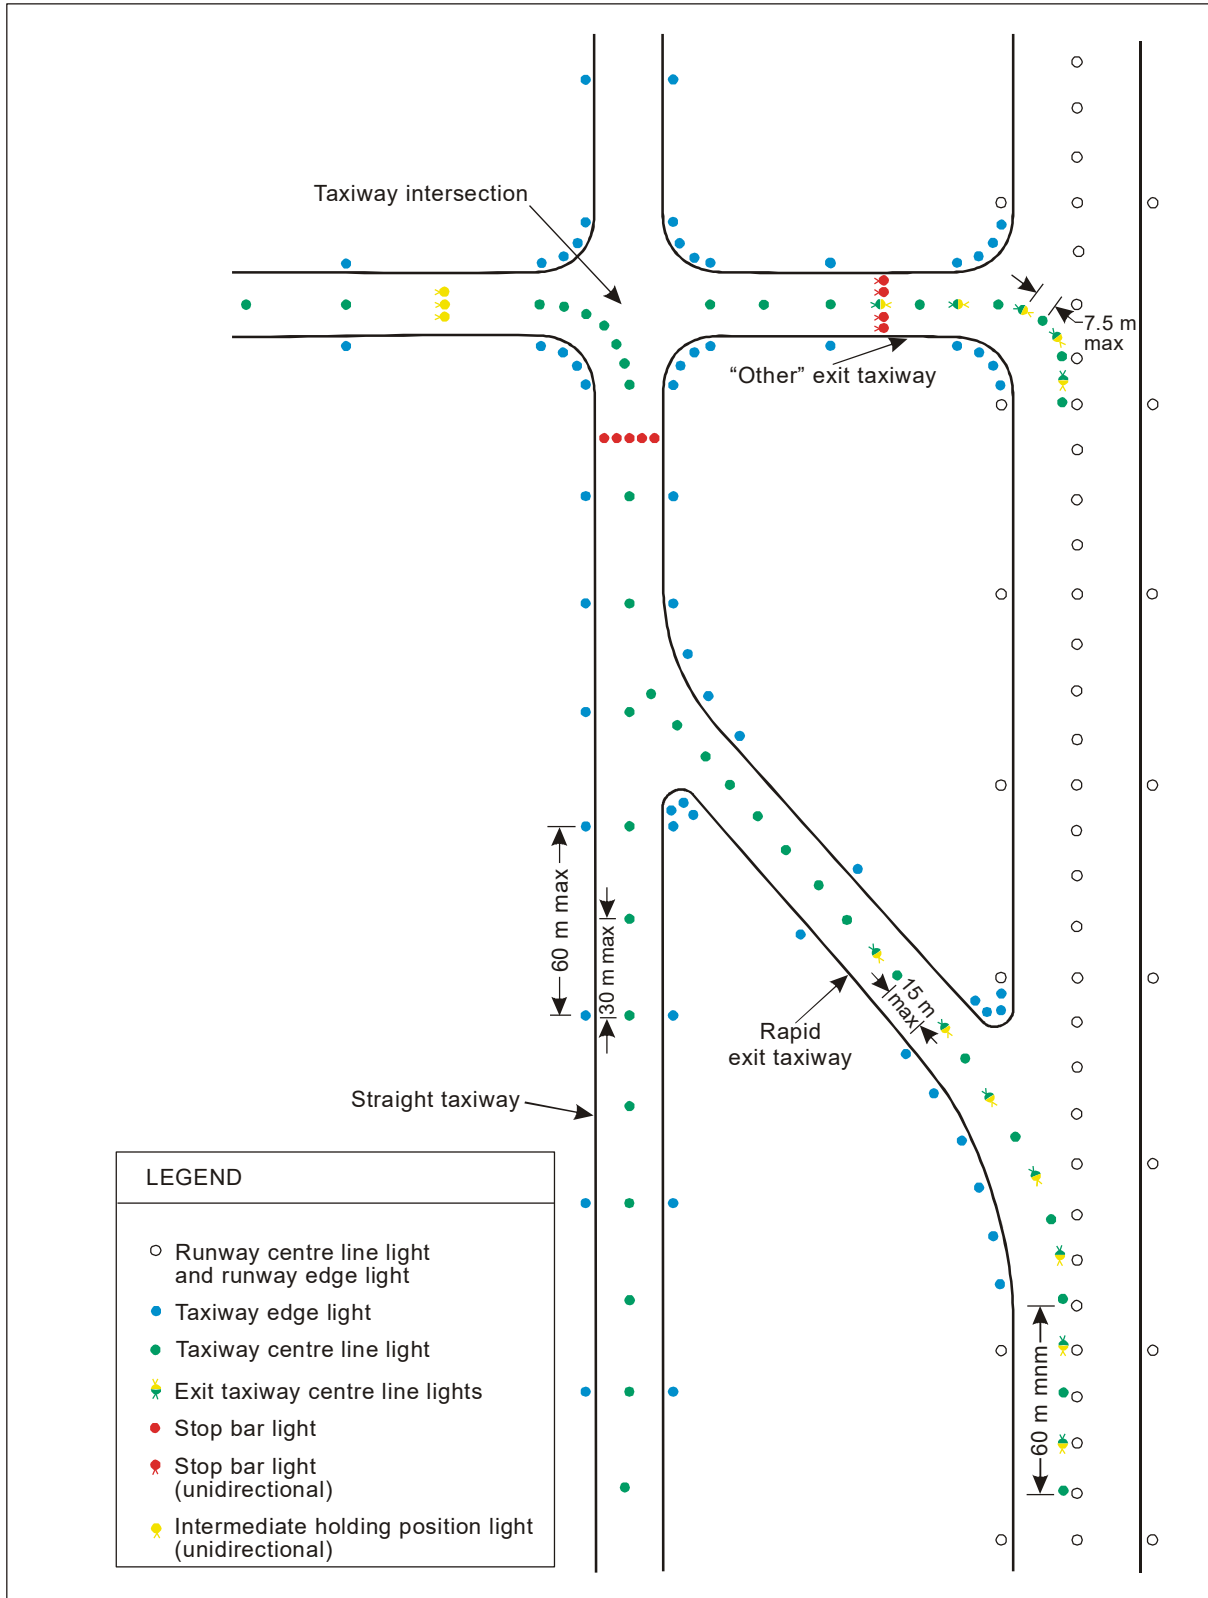 Taxiway intersection
7.5 m
max
“Other” exit taxiway
60 m max
30 m max
15 m
max
Rapid
exit taxiway
Straight taxiway
60 m mnm
LEGEND
Runway centre line light
and runway edge light
Taxiway edge light
Taxiway centre line light
Exit taxiway centre line lights
Stop bar light
Stop bar light
(unidirectional)
Intermediate holding position light
(unidirectional)